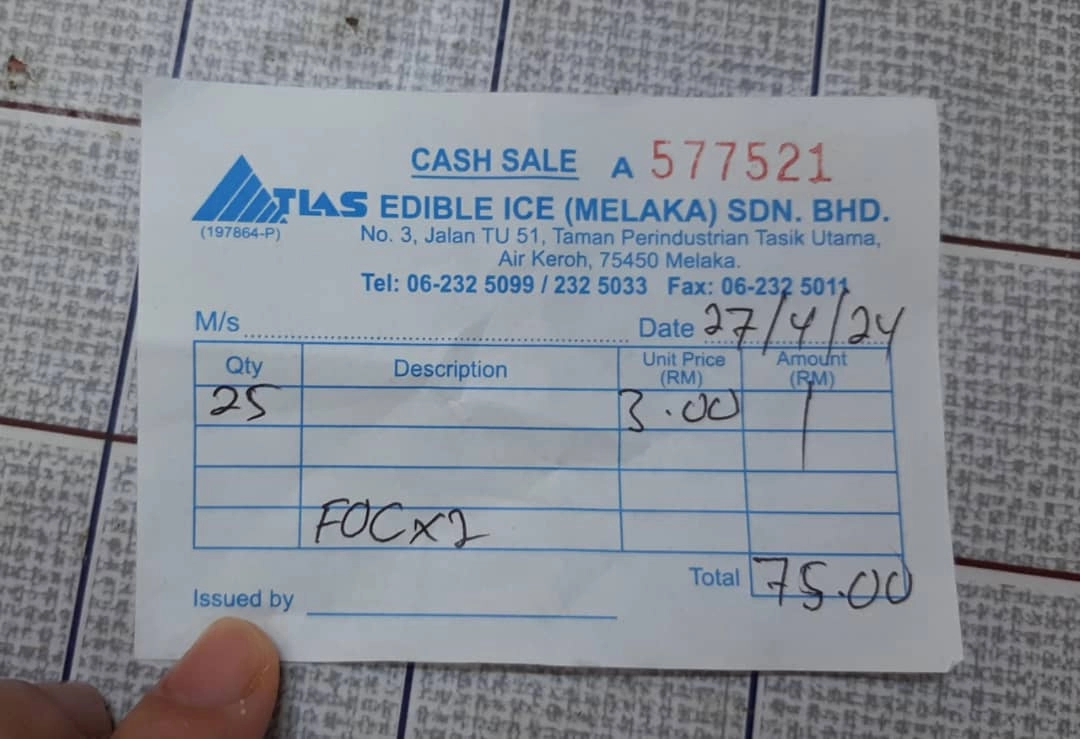 CASH SALE A 577521
ATLAS EDIBLE ICE (MELAKA) SDN. BHD.
(197864-P)
No. 3, Jalan TU 51, Taman Perindustrian Tasik Utama,
Air Keroh, 75450 Melaka.
Tel: 06-232 5099 / 232 5033 Fax: 06-232 5011
M/s Date 27/4/24
Qty Description Unit Price (RM) Amount (RM)
25 3.00
FOCx2
Total 75.00
Issued by